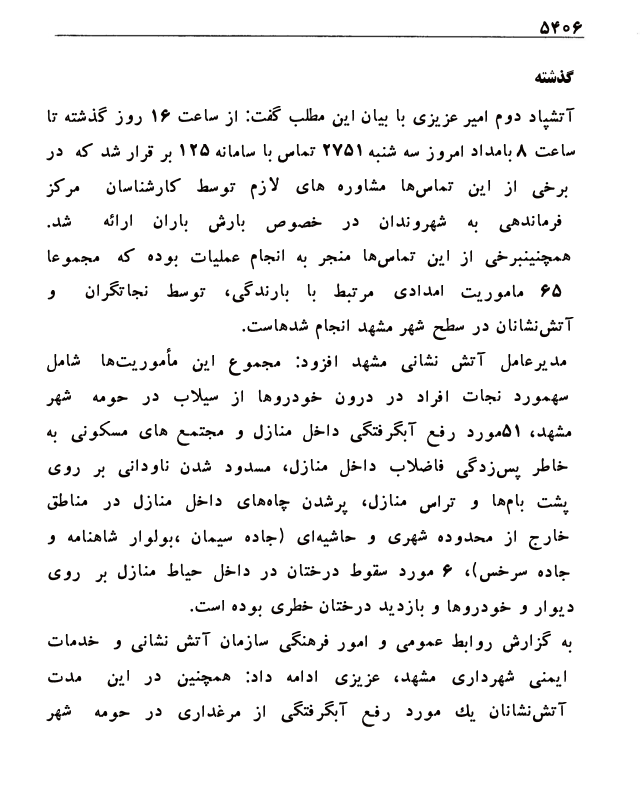 ۵۴۰۶
گذشته
آتشپاد دوم امیر عزیزی با بیان این مطلب گفت: از ساعت ۱۶ روز گذشته تا
ساعت ۸ بامداد امروز سه شنبه ۲۷۵۱ تماس با سامانه ۱۲۵ بر قرار شد که در
برخی از این تماس‌ها مشاوره های لازم توسط کارشناسان مرکز
فرماندهی به شهروندان در خصوص بارش باران ارائه شد.
همچنینبرخی از این تماس‌ها منجر به انجام عملیات بوده که مجموعا
۶۵ ماموریت امدادی مرتبط با بارندگی، توسط نجاتگران و
آتش‌نشانان در سطح شهر مشهد انجام شدهاست.
مدیرعامل آتش نشانی مشهد افزود: مجموع این مأموریت‌ها شامل
سهمورد نجات افراد در درون خودروها از سیلاب در حومه شهر
مشهد، ۵۱مورد رفع آبگرفتگی داخل منازل و مجتمع های مسکونی به
خاطر پس‌زدگی فاضلاب داخل منازل، مسدود شدن ناودانی بر روی
پشت بام‌ها و تراس منازل، پرشدن چاه‌های داخل منازل در مناطق
خارج از محدوده شهری و حاشیه‌ای (جاده سیمان ،بولوار شاهنامه و
جاده سرخس)، ۶ مورد سقوط درختان در داخل حیاط منازل بر روی
دیوار و خودروها و بازدید درختان خطری بوده است.
به گزارش روابط عمومی و امور فرهنگی سازمان آتش نشانی و خدمات
ایمنی شهرداری مشهد، عزیزی ادامه داد: همچنین در این مدت
آتش‌نشانان یك مورد رفع آبگرفتگی از مرغداری در حومه شهر